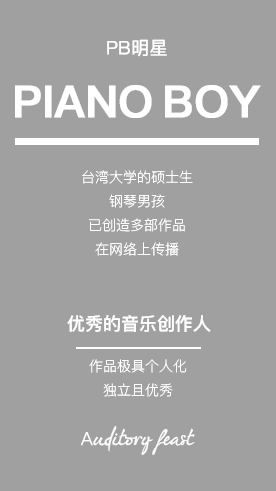 PB明星
PIANO BOY
台湾大学的硕士生
钢琴男孩
已创造多部作品
在网络上传播
优秀的音乐创作人
作品极具个人化
独立且优秀
Auditory feast